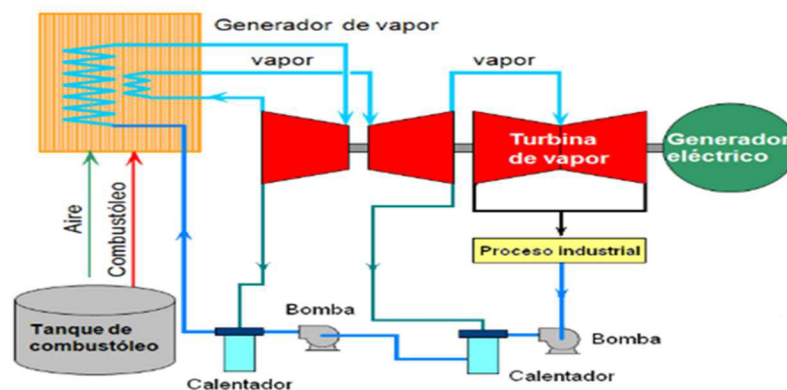 Generador de vapor
vapor
vapor
Turbina
de vapor
Generador
eléctrico
Aire
Combustóleo
Proceso industrial
Tanque de
combustóleo
Bomba
Bomba
Calentador
Calentador